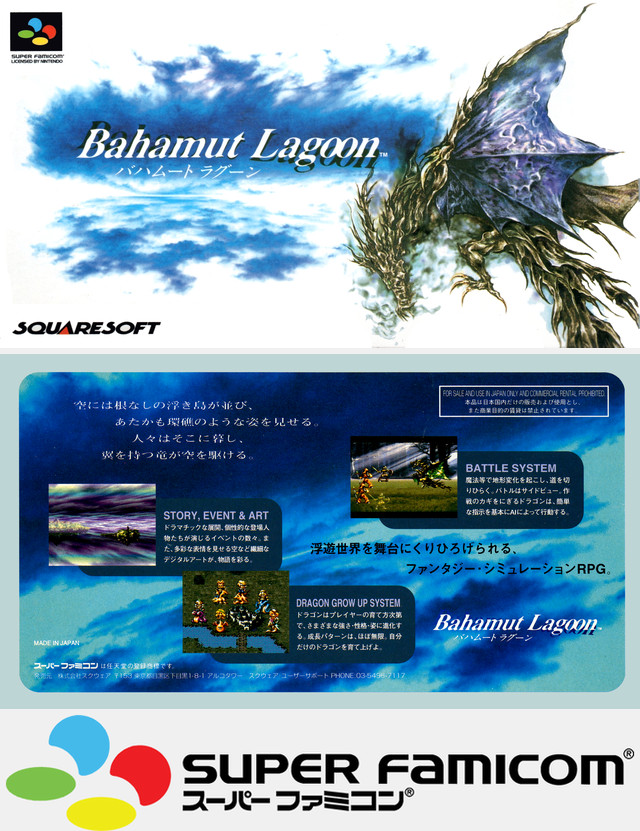 SUPER FAMICOM
LICENSED BY NINTENDO
Bahamut Lagoon™
バハムート ラグーン
SQUARESOFT
空には根なしの浮き島が並び、
あたかも環礁のような姿を見せる。
人々はそこに暮し、
翼を持つ竜が空を駆ける。
FOR SALE AND USE IN JAPAN ONLY AND COMMERCIAL RENTAL PROHIBITED.
本品は日本国内だけの販売および使用とし、
また商業目的の賃貸は禁止されています。
BATTLE SYSTEM
魔法等で地形変化を起こし、道を切
りひらく。バトルはサイドビュー。作
戦のカギをにぎるドラゴンは、簡単
な指示を基本にAIによって行動する。
STORY, EVENT & ART
ドラマチックな展開、個性的な登場人
物たちが演じるイベントの数々。ま
た、多彩な表情を見せる空など繊細な
デジタルアートが、物語を彩る。
浮遊世界を舞台にくりひろげられる、
ファンタジー・シミュレーションRPG。
DRAGON GROW UP SYSTEM
ドラゴンはプレイヤーの育て方次第
で、さまざまな強さ・性格・姿に進化す
る。成長パターンは、ほぼ無限。自分
だけのドラゴンを育て上げよ。
Bahamut Lagoon™
バハムート ラグーン
MADE IN JAPAN
スーパーファミコンは任天堂の登録商標です。
発売元 株式会社スクウェア 〒153 東京都目黒区下目黒1-8-1 アルコタワー スクウェア・ユーザーサポート PHONE 03-5496-7117
SUPER FAMICOM®
スーパーファミコン®